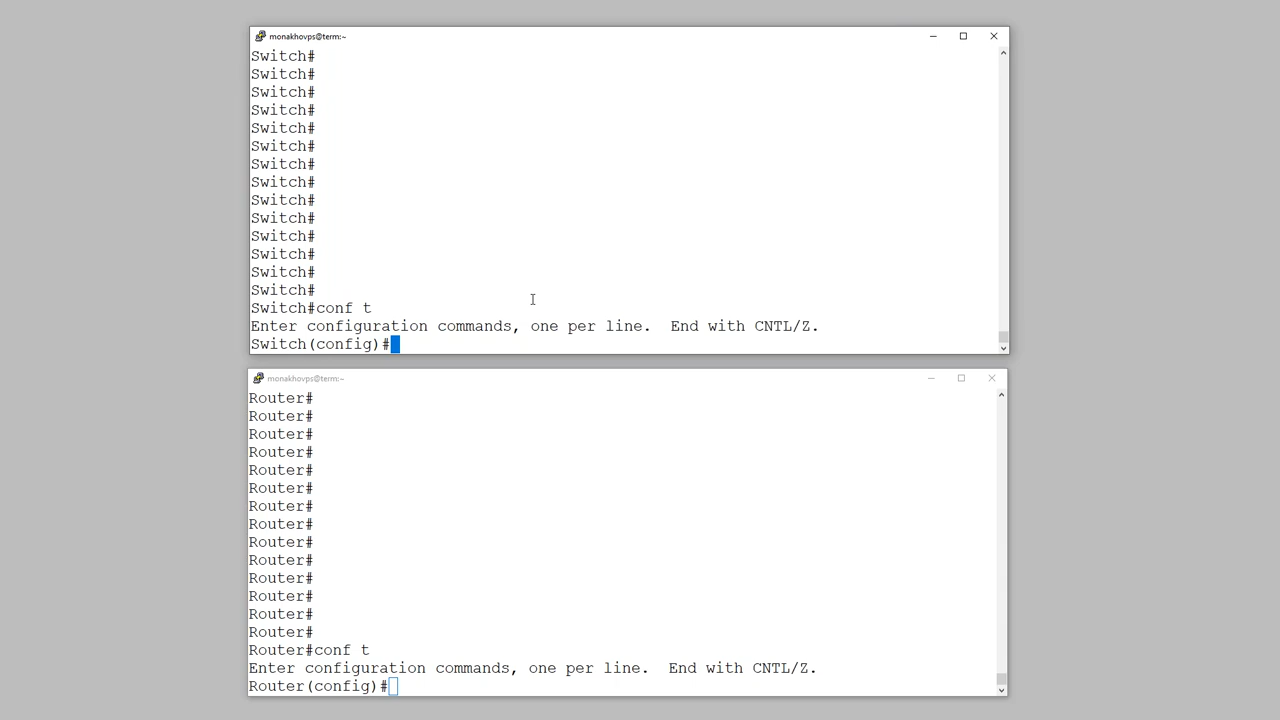 monakhovps@term:~
Switch#
Switch#
Switch#
Switch#
Switch#
Switch#
Switch#
Switch#
Switch#
Switch#
Switch#
Switch#
Switch#
Switch#
Switch#conf t
Enter configuration commands, one per line.  End with CNTL/Z.
Switch(config)#
monakhovps@term:~
Router#
Router#
Router#
Router#
Router#
Router#
Router#
Router#
Router#
Router#
Router#
Router#
Router#
Router#
Router#conf t
Enter configuration commands, one per line.  End with CNTL/Z.
Router(config)#